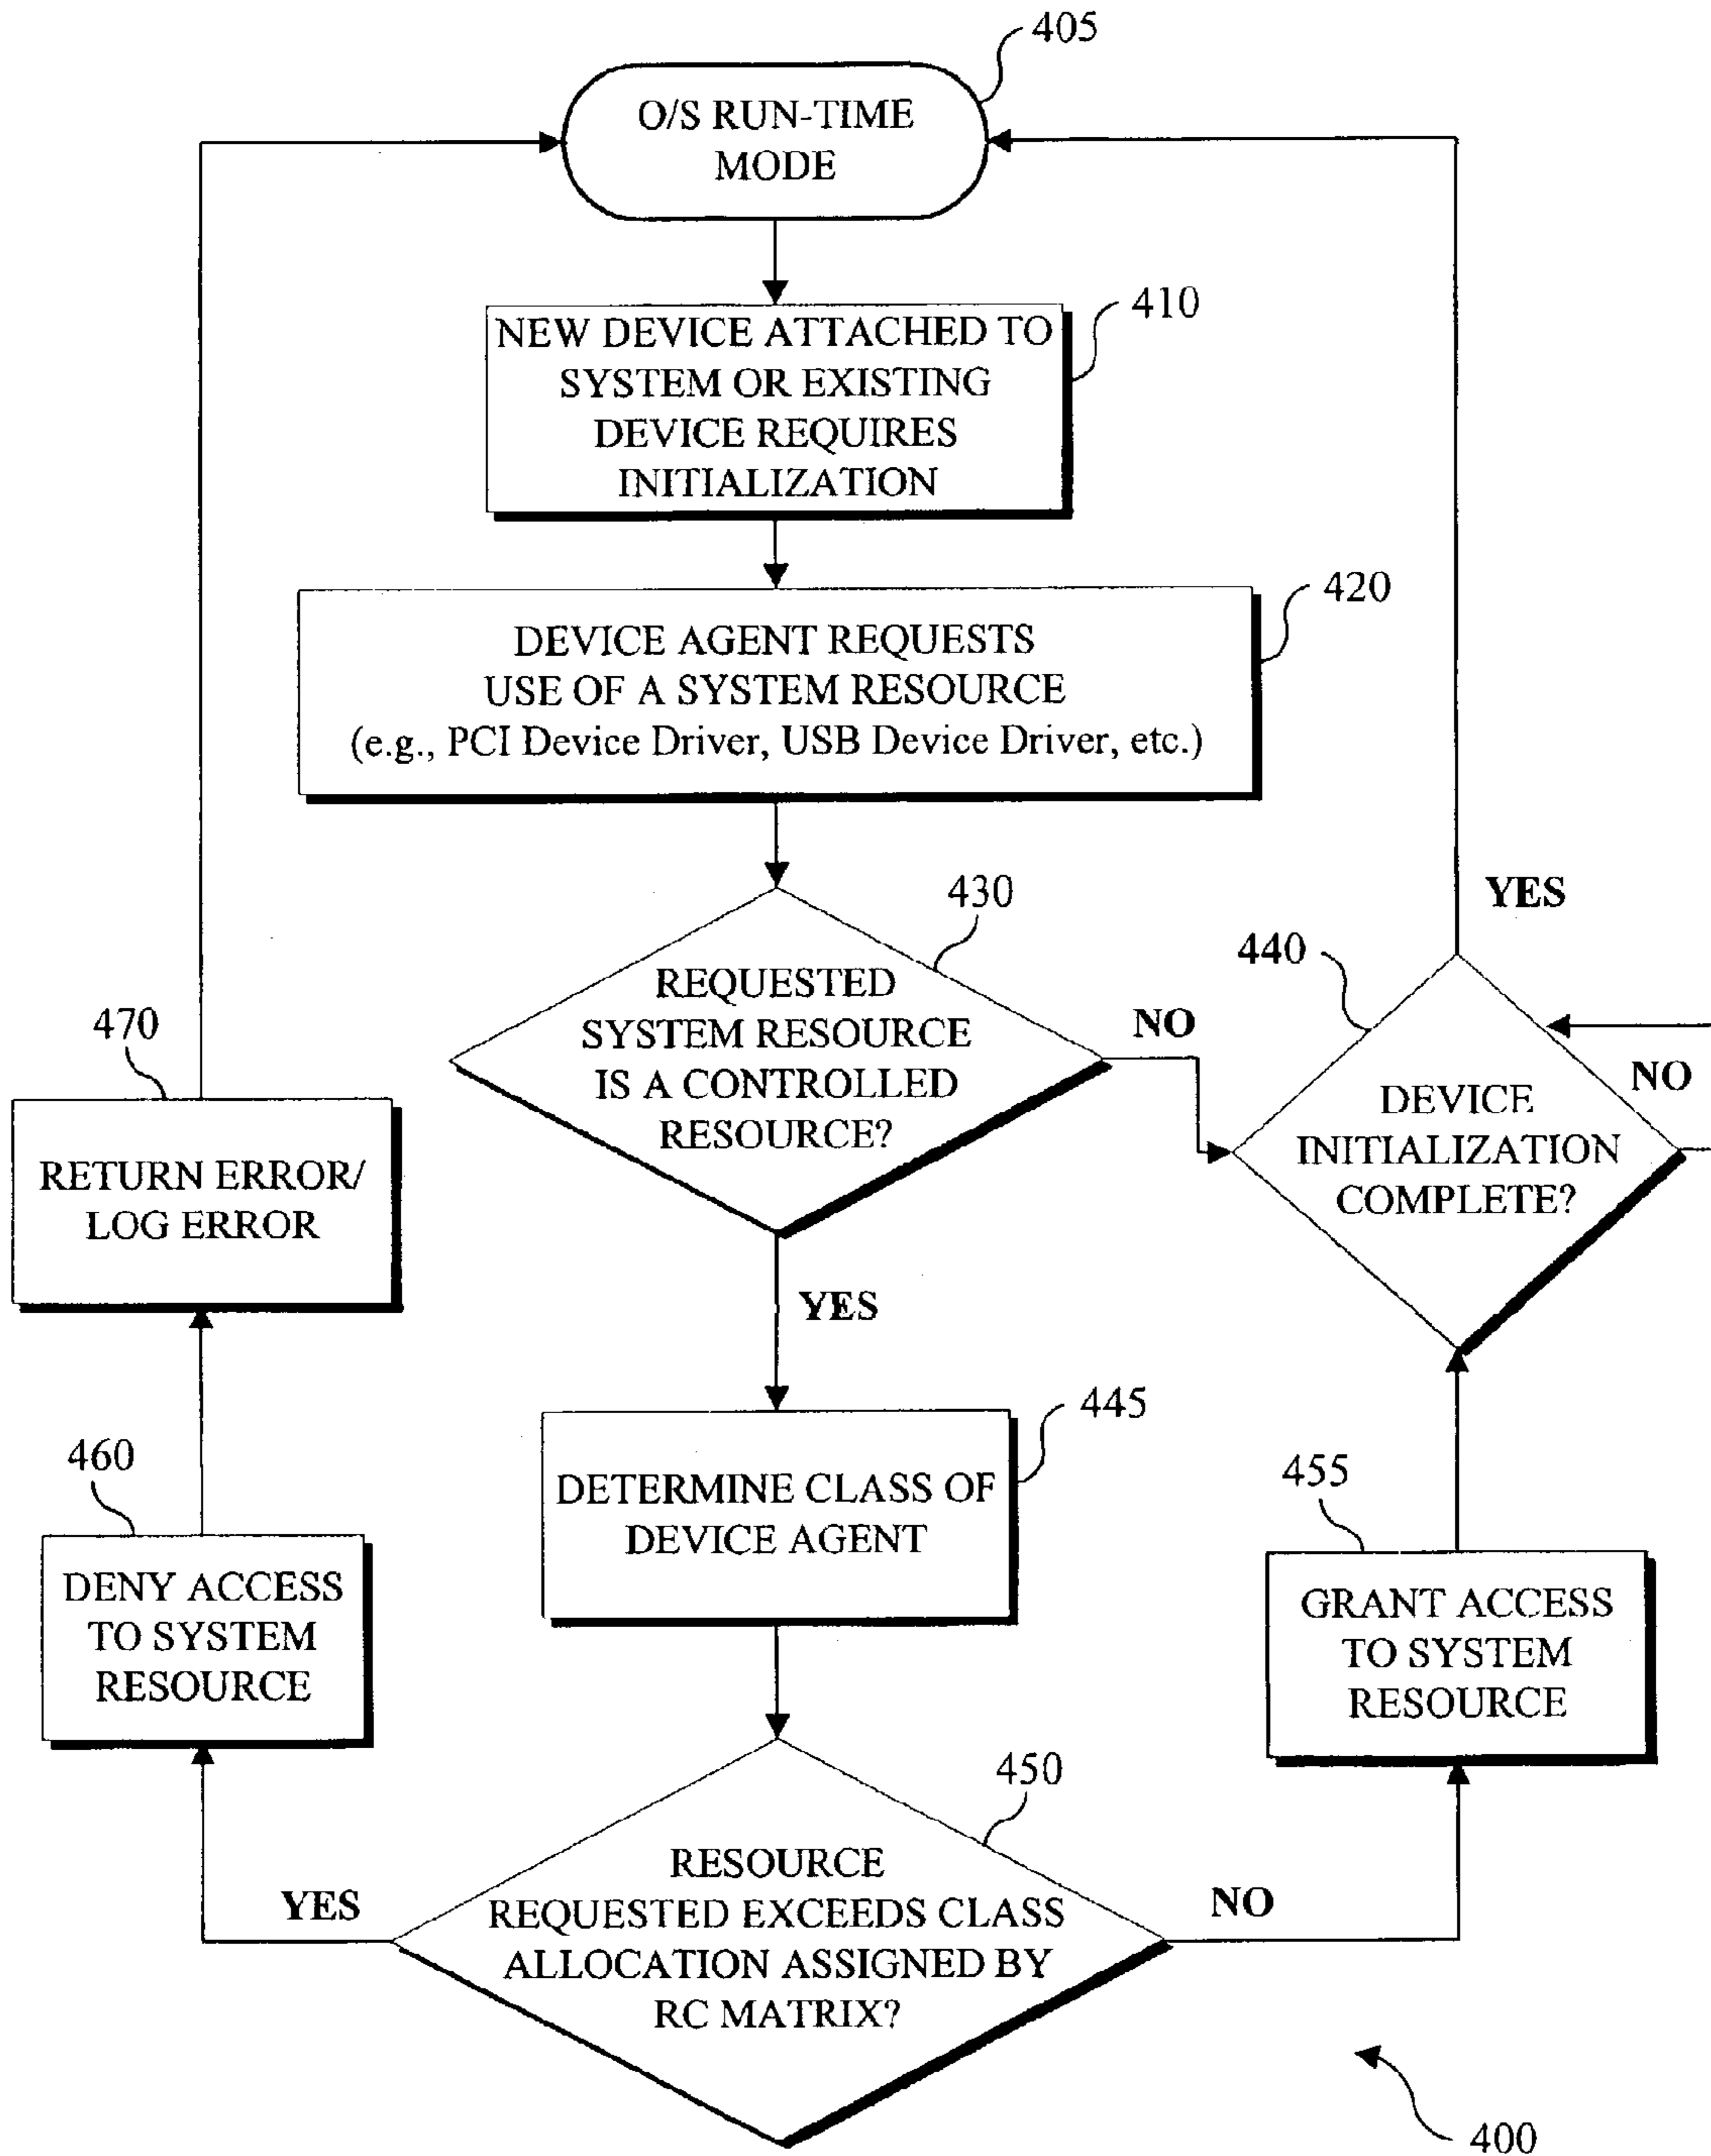 405
O/S RUN-TIME
MODE
410
NEW DEVICE ATTACHED TO
SYSTEM OR EXISTING
DEVICE REQUIRES
INITIALIZATION
420
DEVICE AGENT REQUESTS
USE OF A SYSTEM RESOURCE
(e.g., PCI Device Driver, USB Device Driver, etc.)
430
REQUESTED
SYSTEM RESOURCE
IS A CONTROLLED
RESOURCE?
NO
YES
YES
440
DEVICE
INITIALIZATION
COMPLETE?
NO
470
RETURN ERROR/
LOG ERROR
445
DETERMINE CLASS OF
DEVICE AGENT
460
DENY ACCESS
TO SYSTEM
RESOURCE
455
GRANT ACCESS
TO SYSTEM
RESOURCE
450
RESOURCE
REQUESTED EXCEEDS CLASS
ALLOCATION ASSIGNED BY
RC MATRIX?
YES
NO
400